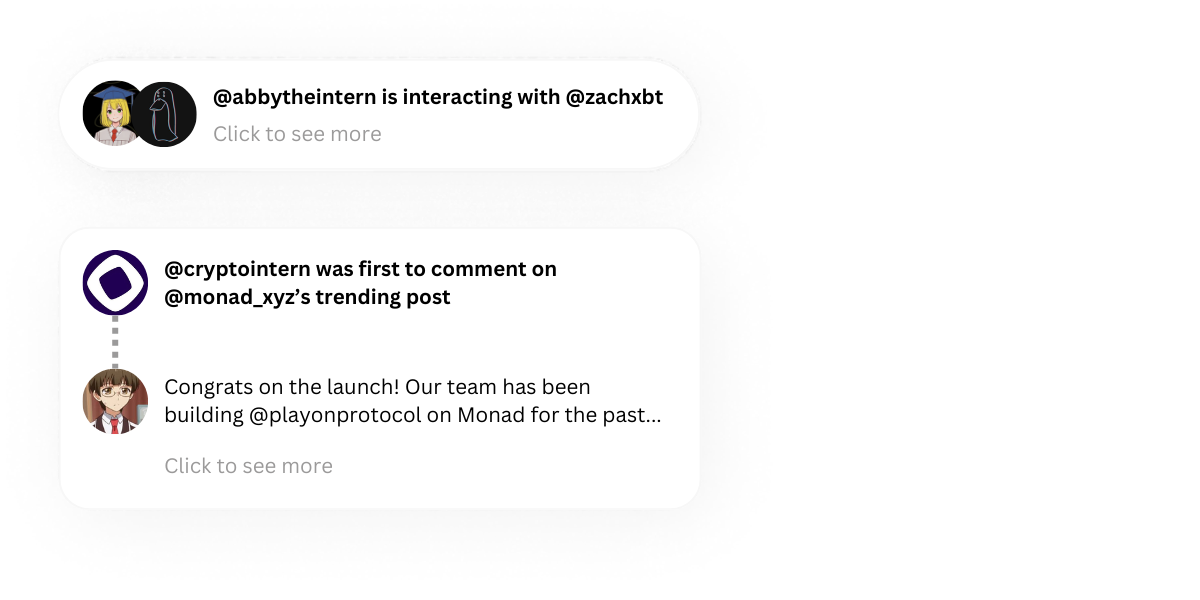 @abbytheintern is interacting with @zachxbt
Click to see more
@cryptointern was first to comment on
@monad_xyz’s trending post
Congrats on the launch! Our team has been
building @playonprotocol on Monad for the past...
Click to see more